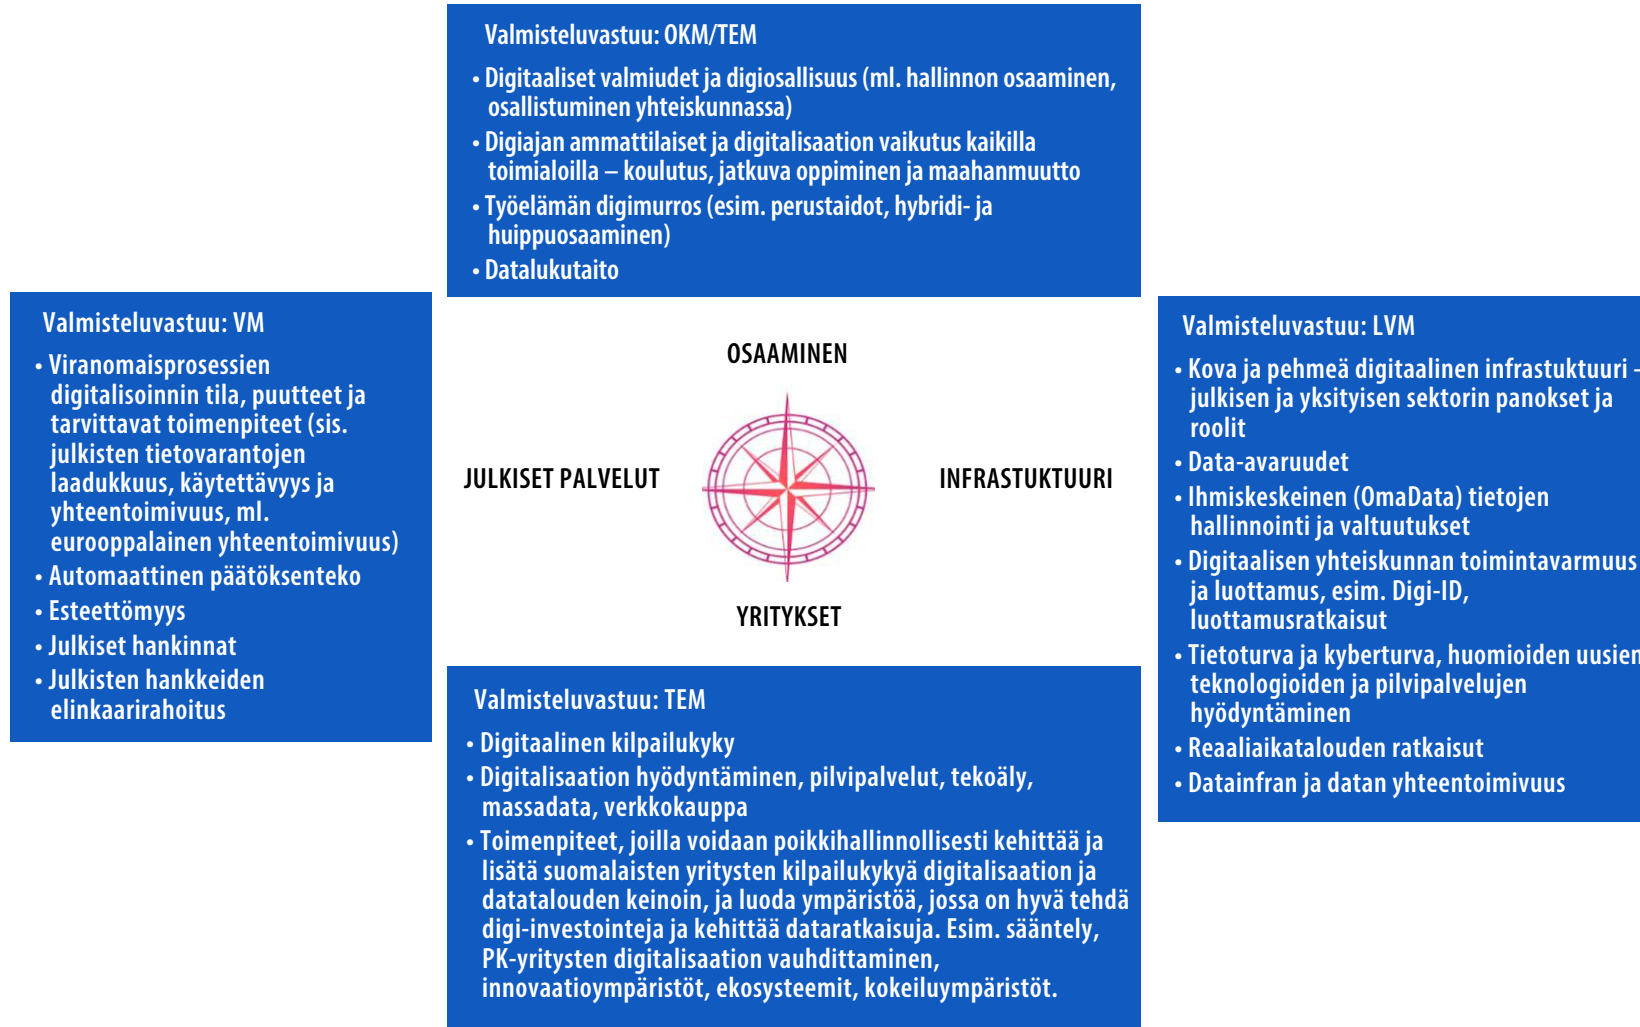 Valmisteluvastuu: OKM/TEM
• Digitaaliset valmiudet ja digiosallisuus (ml. hallinnon osaaminen,
osallistuminen yhteiskunnassa)
• Digiajan ammattilaiset ja digitalisaation vaikutus kaikilla
toimialoilla – koulutus, jatkuva oppiminen ja maahanmuutto
• Työelämän digimurros (esim. perustaidot, hybridi- ja
huippuosaaminen)
• Datalukutaito
Valmisteluvastuu: VM
• Viranomaisprosessien
digitalisoinnin tila, puutteet ja
tarvittavat toimenpiteet (sis.
julkisten tietovarantojen
laadukkuus, käytettävyys ja
yhteentoimivuus, ml.
eurooppalainen yhteentoimivuus)
• Automaattinen päätöksenteko
• Esteettömyys
• Julkiset hankinnat
• Julkisten hankkeiden
elinkaarirahoitus
OSAAMINEN
JULKISET PALVELUT
INFRASTUKTUURI
YRITYKSET
Valmisteluvastuu: LVM
• Kova ja pehmeä digitaalinen infrastuktuuri –
julkisen ja yksityisen sektorin panokset ja
roolit
• Data-avaruudet
• Ihmiskeskeinen (OmaData) tietojen
hallinnointi ja valtuutukset
• Digitaalisen yhteiskunnan toimintavarmuus
ja luottamus, esim. Digi-ID,
luottamusratkaisut
• Tietoturva ja kyberturva, huomioiden uusien
teknologioiden ja pilvipalvelujen
hyödyntäminen
• Reaaliaikatalouden ratkaisut
• Datainfran ja datan yhteentoimivuus
Valmisteluvastuu: TEM
• Digitaalinen kilpailukyky
• Digitalisaation hyödyntäminen, pilvipalvelut, tekoäly,
massadata, verkkokauppa
• Toimenpiteet, joilla voidaan poikkihallinnollisesti kehittää ja
lisätä suomalaisten yritysten kilpailukykyä digitalisaation ja
datatalouden keinoin, ja luoda ympäristöä, jossa on hyvä tehdä
digi-investointeja ja kehittää dataratkaisuja. Esim. sääntely,
PK-yritysten digitalisaation vauhdittaminen,
innovaatioympäristöt, ekosysteemit, kokeiluympäristöt.